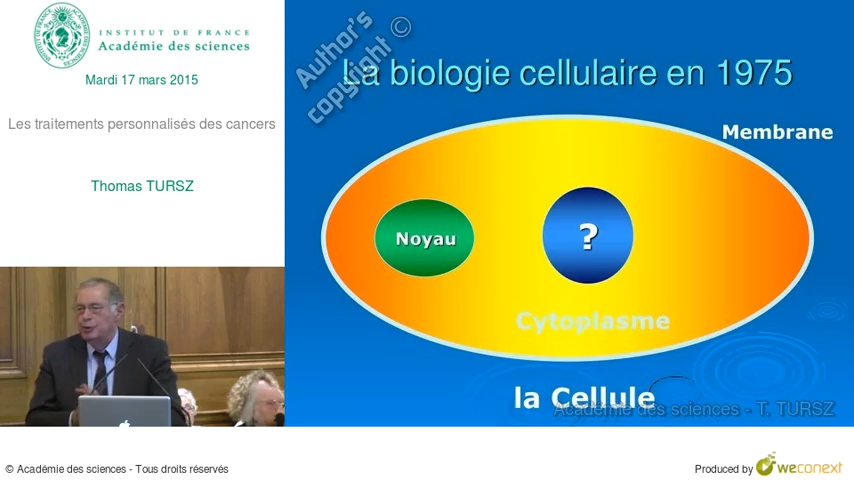 INSTITUT DE FRANCE
Académie des sciences
Mardi 17 mars 2015
Les traitements personnalisés des cancers
Thomas TURSZ
Author's
copyright ©
La biologie cellulaire en 1975
Membrane
Noyau
?
Cytoplasme
la Cellule
Académie des sciences - T. TURSZ
© Académie des sciences - Tous droits réservés
Produced by weconext